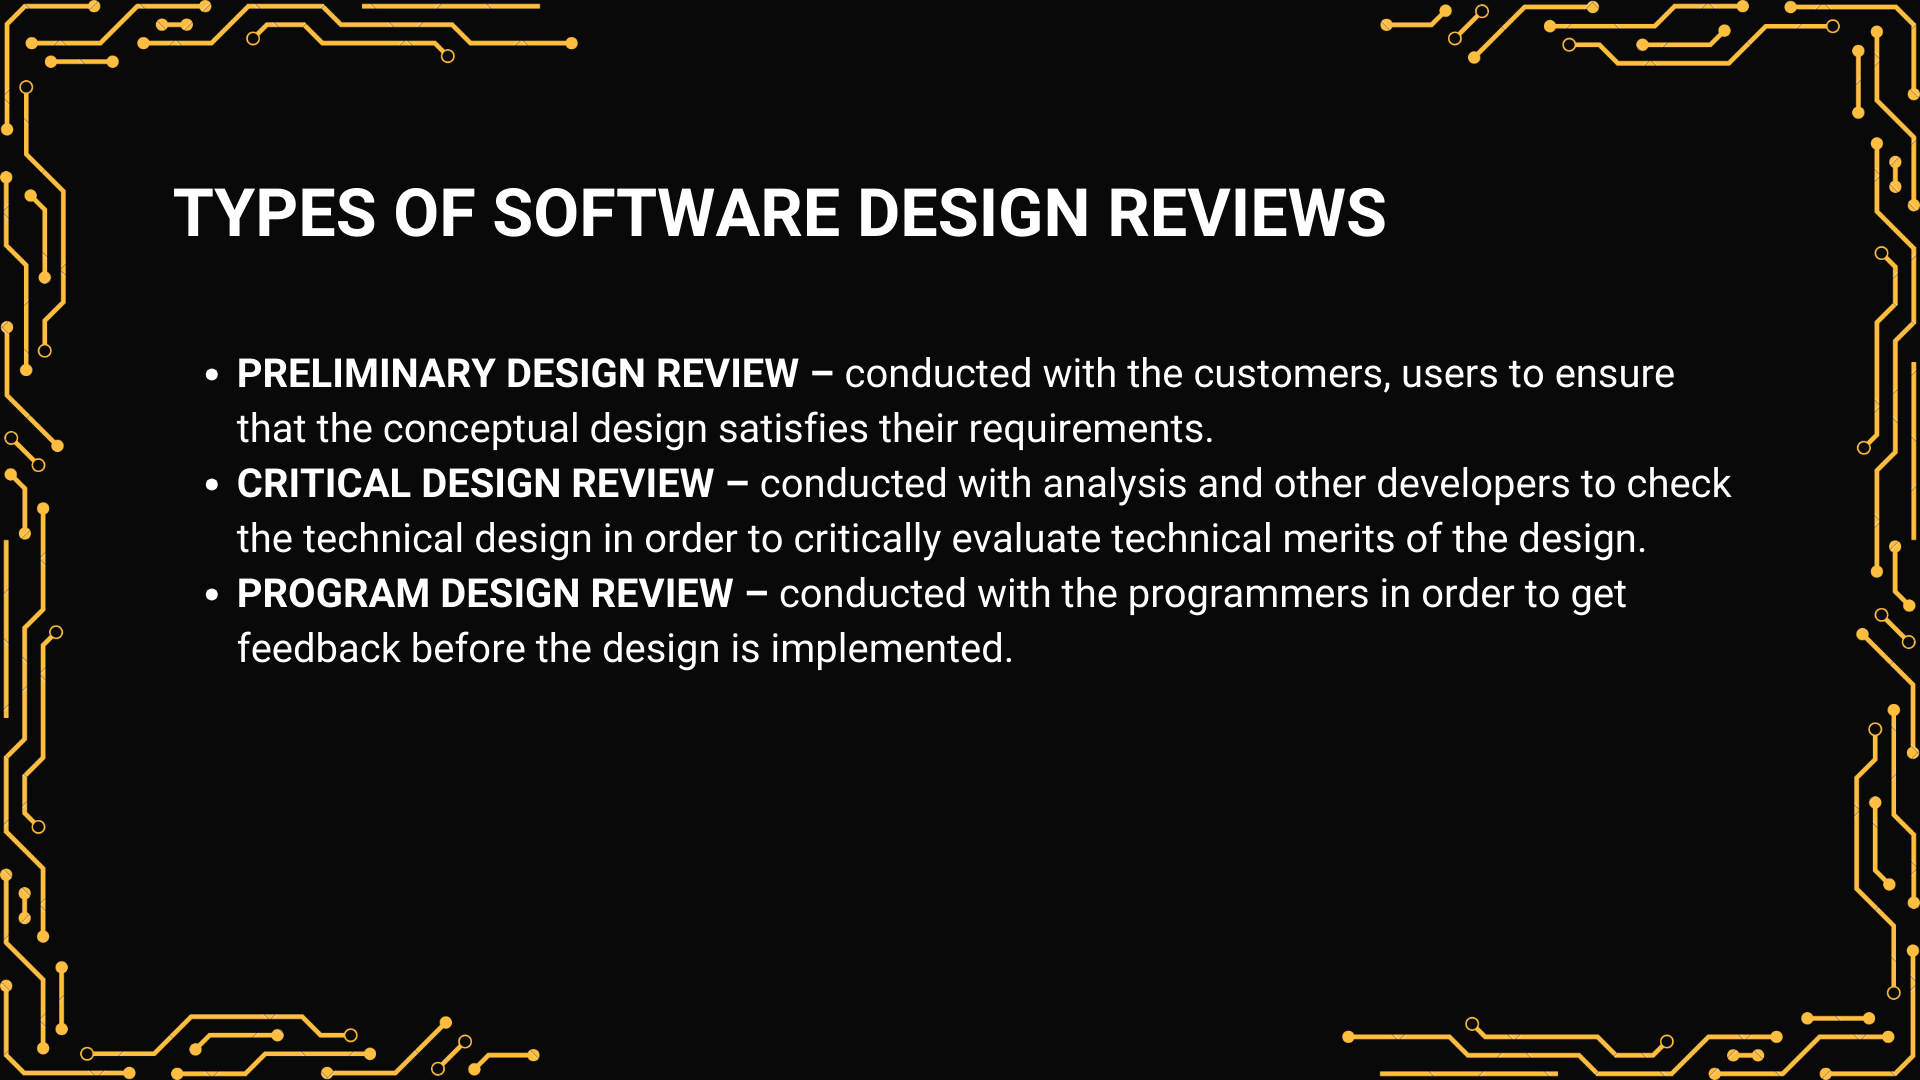 TYPES OF SOFTWARE DESIGN REVIEWS
• PRELIMINARY DESIGN REVIEW – conducted with the customers, users to ensure
that the conceptual design satisfies their requirements.
• CRITICAL DESIGN REVIEW – conducted with analysis and other developers to check
the technical design in order to critically evaluate technical merits of the design.
• PROGRAM DESIGN REVIEW – conducted with the programmers in order to get
feedback before the design is implemented.